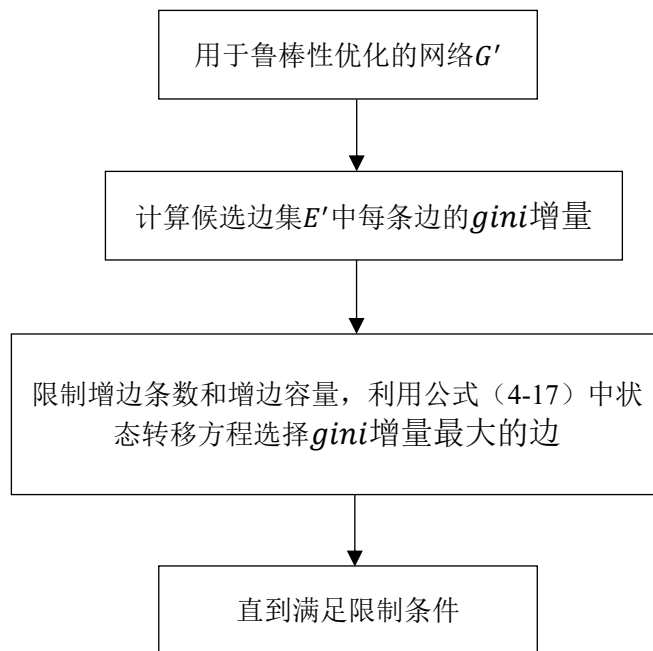 用于鲁棒性优化的网络G′
计算候选边集E′中每条边的gini增量
限制增边条数和增边容量，利用公式（4-17）中状
态转移方程选择gini增量最大的边
直到满足限制条件